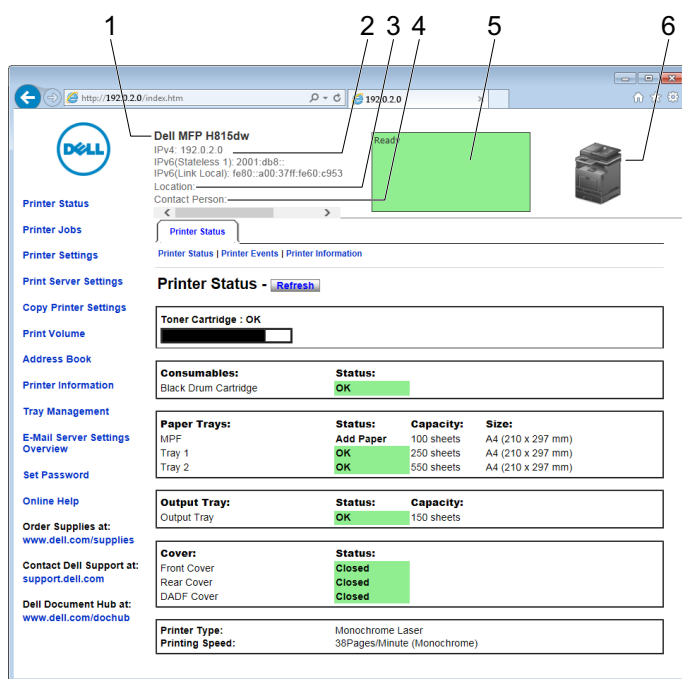 1 2 3 4 5 6
http://192.0.2.0/index.htm
192.0.2.0
DELL
Dell MFP H815dw
IPv4: 192.0.2.0
IPv6(Stateless 1): 2001:db8::
IPv6(Link Local): fe80::a00:37ff:fe60:c953
Location:
Contact Person:
Ready
Printer Status
Printer Jobs
Printer Settings
Print Server Settings
Copy Printer Settings
Print Volume
Address Book
Printer Information
Tray Management
E-Mail Server Settings
Overview
Set Password
Online Help
Order Supplies at:
www.dell.com/supplies
Contact Dell Support at:
support.dell.com
Dell Document Hub at:
www.dell.com/dochub
Printer Status
Printer Status | Printer Events | Printer Information
Printer Status - Refresh
Toner Cartridge : OK
Consumables: Status:
Black Drum Cartridge OK
Paper Trays: Status: Capacity: Size:
MPF Add Paper 100 sheets A4 (210 x 297 mm)
Tray 1 OK 250 sheets A4 (210 x 297 mm)
Tray 2 OK 550 sheets A4 (210 x 297 mm)
Output Tray: Status: Capacity:
Output Tray OK 150 sheets
Cover: Status:
Front Cover Closed
Rear Cover Closed
DADF Cover Closed
Printer Type: Monochrome Laser
Printing Speed: 38Pages/Minute (Monochrome)